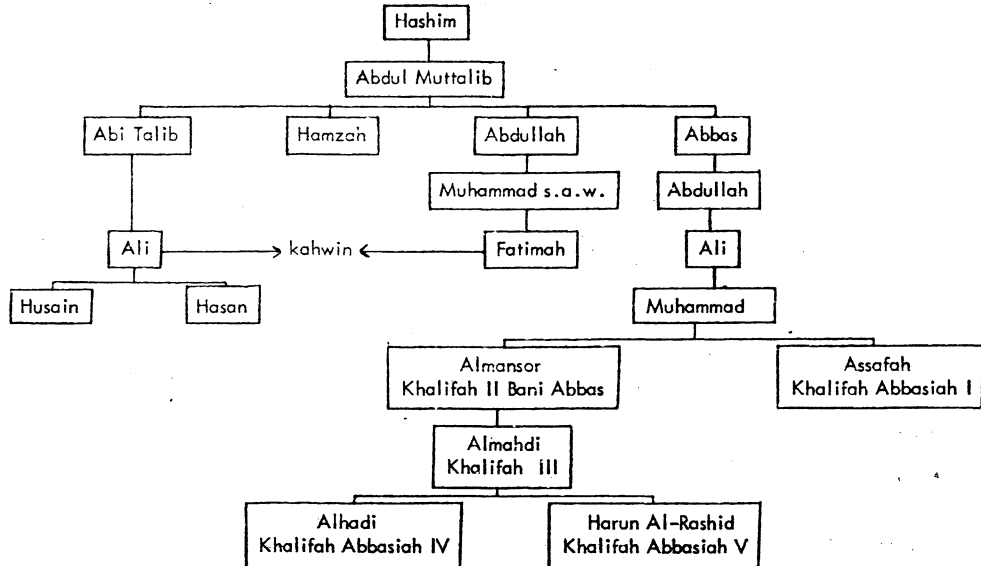 Hashim
Abdul Muttalib
Abi Talib
Hamzah
Abdullah
Abbas
Muhammad s.a.w.
Abdullah
Ali
kahwin
Fatimah
Ali
Husain
Hasan
Muhammad
Almansor
Khalifah II Bani Abbas
Assafah
Khalifah Abbasiah I
Almahdi
Khalifah III
Alhadi
Khalifah Abbasiah IV
Harun Al-Rashid
Khalifah Abbasiah V